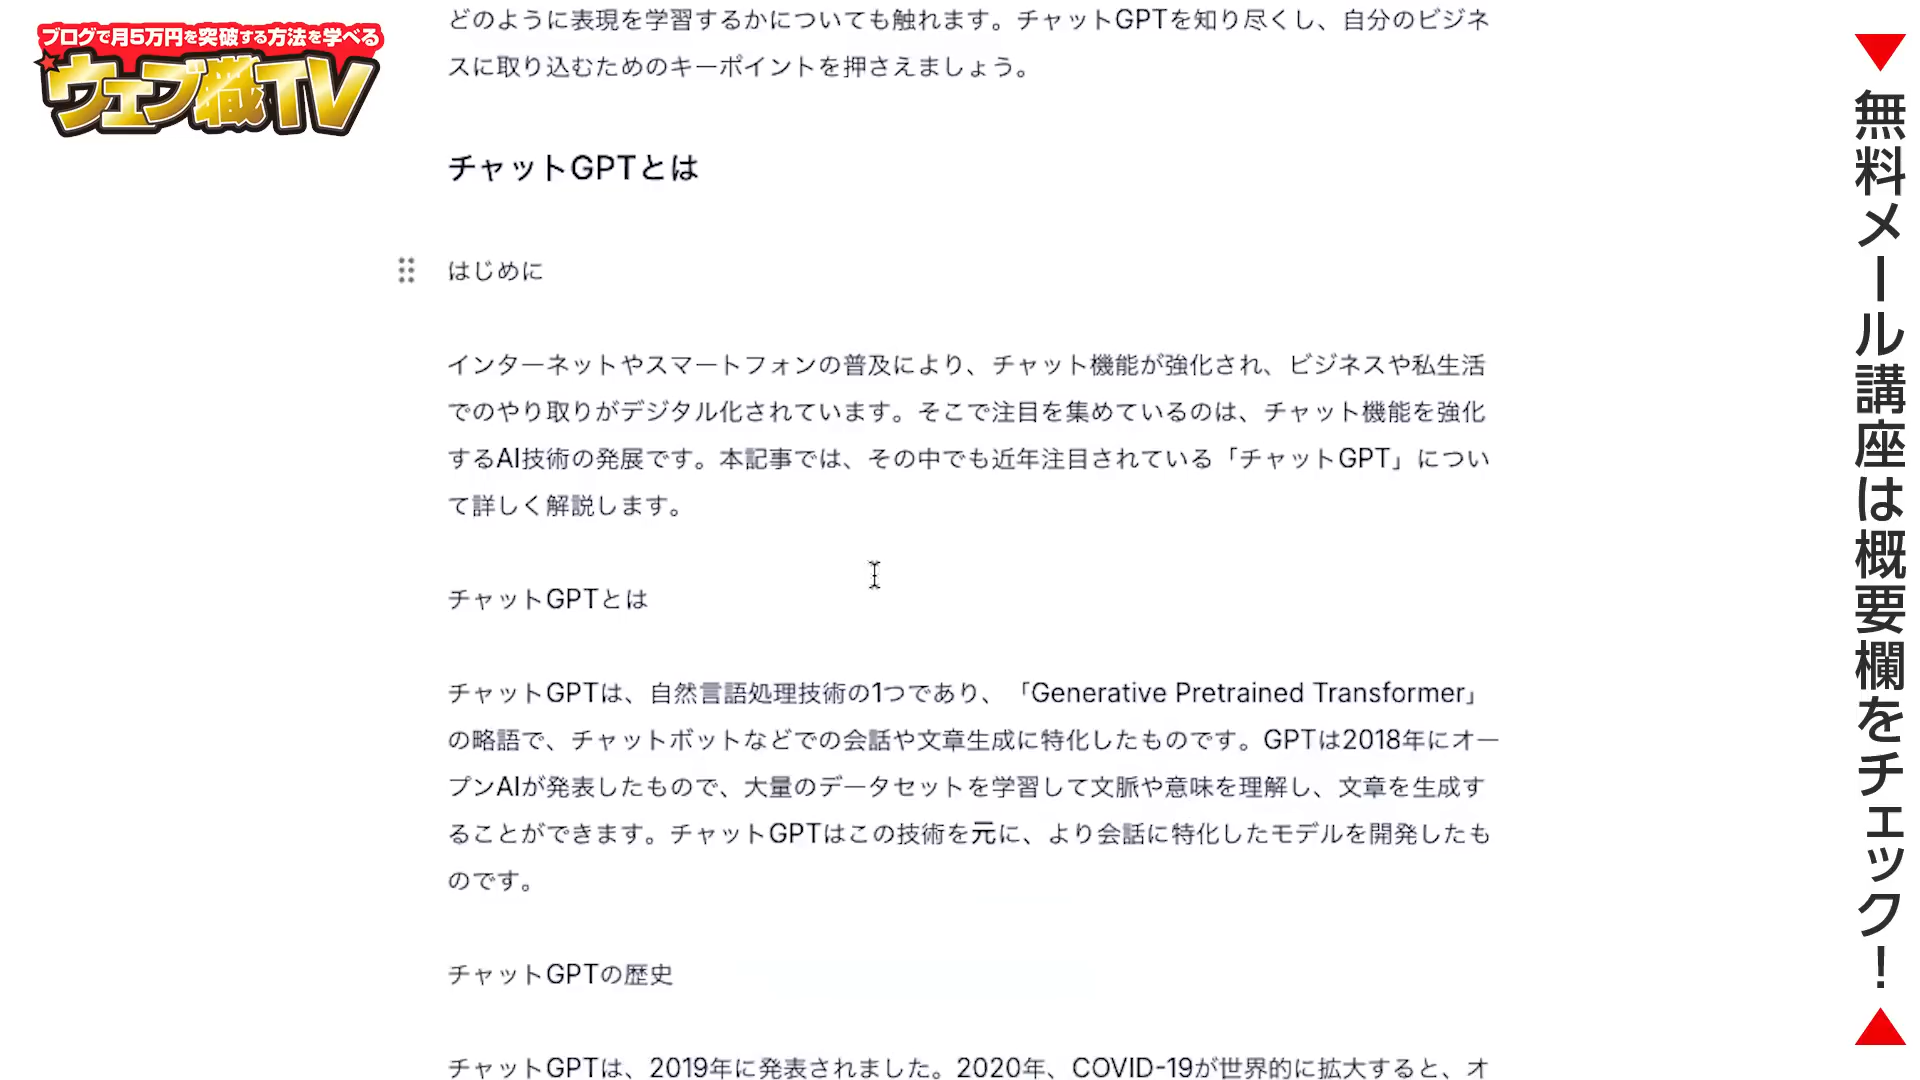 ブログで月5万円を突破する方法を学べる
ウェブ職TV
どのように表現を学習するかについても触れます。チャットGPTを知り尽くし、自分のビジネ
スに取り込むためのキーポイントを押さえましょう。
チャットGPTとは
はじめに
インターネットやスマートフォンの普及により、チャット機能が強化され、ビジネスや私生活
でのやり取りがデジタル化されています。そこで注目を集めているのは、チャット機能を強化
するAI技術の発展です。本記事では、その中でも近年注目されている「チャットGPT」につい
て詳しく解説します。
チャットGPTとは
チャットGPTは、自然言語処理技術の1つであり、「Generative Pretrained Transformer」
の略語で、チャットボットなどでの会話や文章生成に特化したものです。GPTは2018年にオー
プンAIが発表したもので、大量のデータセットを学習して文脈や意味を理解し、文章を生成す
ることができます。チャットGPTはこの技術を元に、より会話に特化したモデルを開発したも
のです。
チャットGPTの歴史
チャットGPTは、2019年に発表されました。2020年、COVID-19が世界的に拡大すると、オ
▼無料メール講座は概要欄をチェック！▲